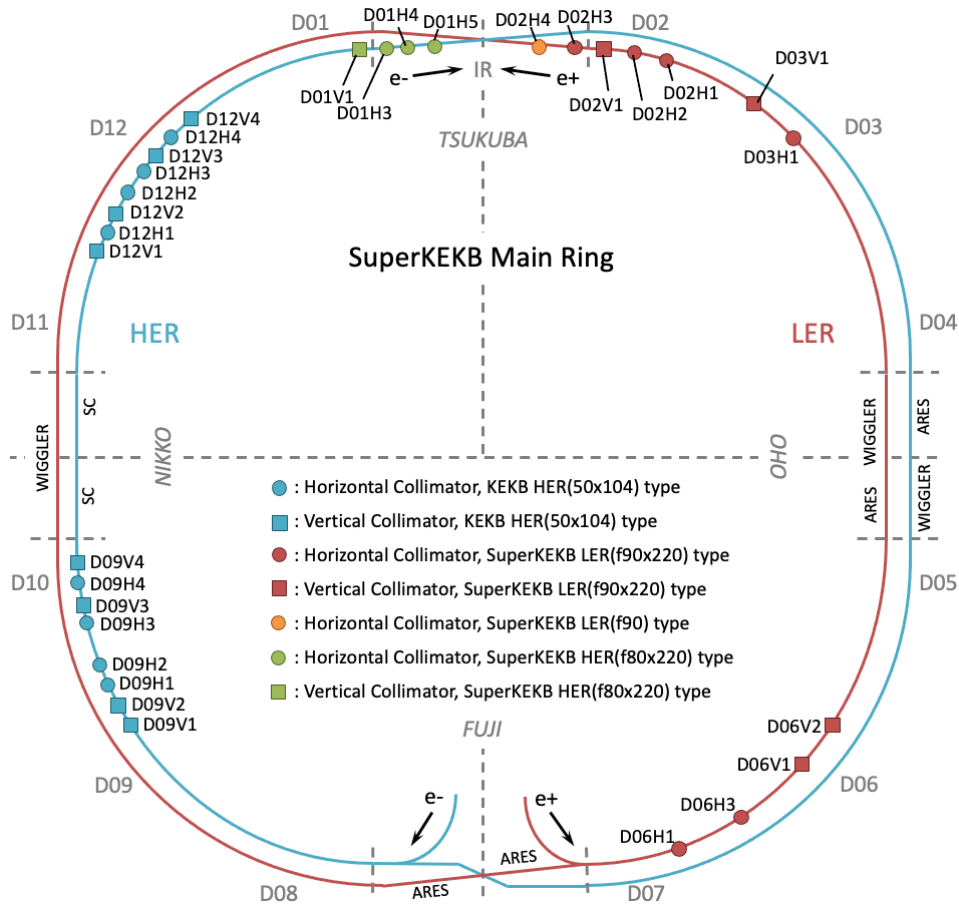 D01
D01H4
D01H5
D02H4
D02H3
D02
D01V1
D01H3
e-
IR
e+
D02V1
D02H2
D02H1
D03V1
D03
D03H1
TSUKUBA
D12
D12V4
D12H4
D12V3
D12H3
D12H2
D12V2
D12H1
D12V1
SuperKEKB Main Ring
D11
HER
LER
D04
SC
WIGGLER
ARES
WIGGLER
NIKKO
OHO
SC
ARES
WIGGLER
: Horizontal Collimator, KEKB HER(50x104) type
: Vertical Collimator, KEKB HER(50x104) type
: Horizontal Collimator, SuperKEKB LER(f90x220) type
: Vertical Collimator, SuperKEKB LER(f90x220) type
: Horizontal Collimator, SuperKEKB LER(f90) type
: Horizontal Collimator, SuperKEKB HER(f80x220) type
: Vertical Collimator, SuperKEKB HER(f80x220) type
D10
D09V4
D09H4
D09V3
D09H3
D09H2
D09H1
D09V2
D09V1
D05
FUJI
D06V2
D06V1
D06
D06H3
D06H1
D09
e-
e+
ARES
ARES
D08
D07